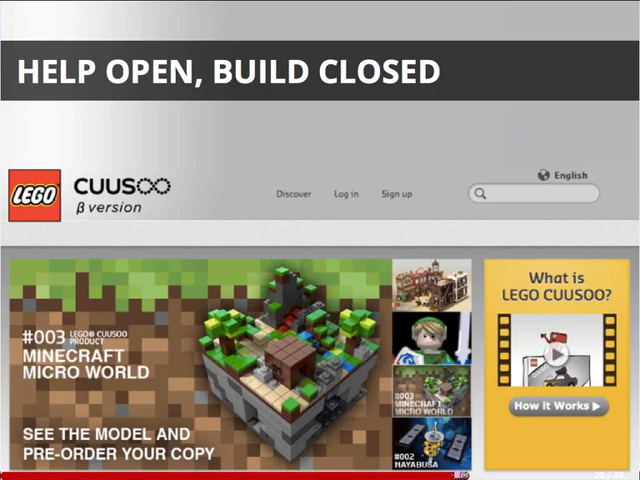 HELP OPEN, BUILD CLOSED
English
LEGO
CUUSOO
β version
Discover
Log in
Sign up
#003 LEGO® CUUSOO
PRODUCT
MINECRAFT
MICRO WORLD
SEE THE MODEL AND
PRE-ORDER YOUR COPY
#003
MINECRAFT
MICRO WORLD
#002
HAYABUSA
What is
LEGO CUUSOO?
How it Works